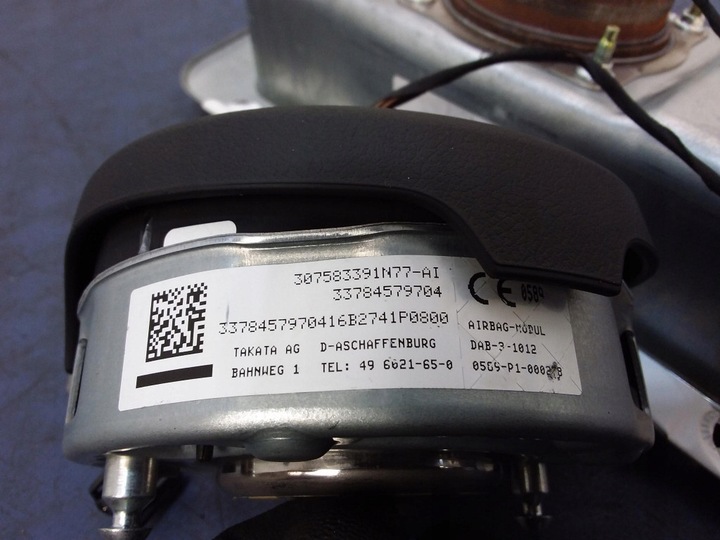 307583391N77-AI
33784579704
3378457970416B2741P0800
TAKATA AG D-ASCHAFFENBURG
BAHNWEG 1 TEL: 49 6021-65-0
CE 0589
AIRBAG-MODUL
DAB-3-1012